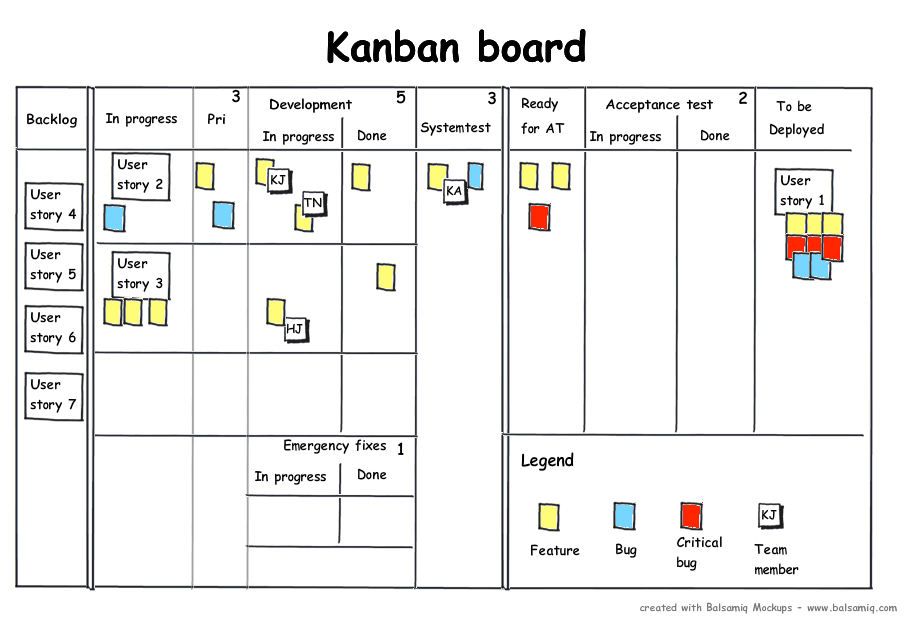 Kanban board
Backlog
In progress
3
Pri
Development 5
In progress
Done
3
Systemtest
Ready
for AT
Acceptance test 2
In progress
Done
To be
Deployed
User
story 4
User
story 5
User
story 6
User
story 7
User
story 2
User
story 3
KJ
TN
HJ
KA
User
story 1
Emergency fixes 1
In progress
Done
Legend
Feature
Bug
Critical
bug
KJ
Team
member
created with Balsamiq Mockups - www.balsamiq.com